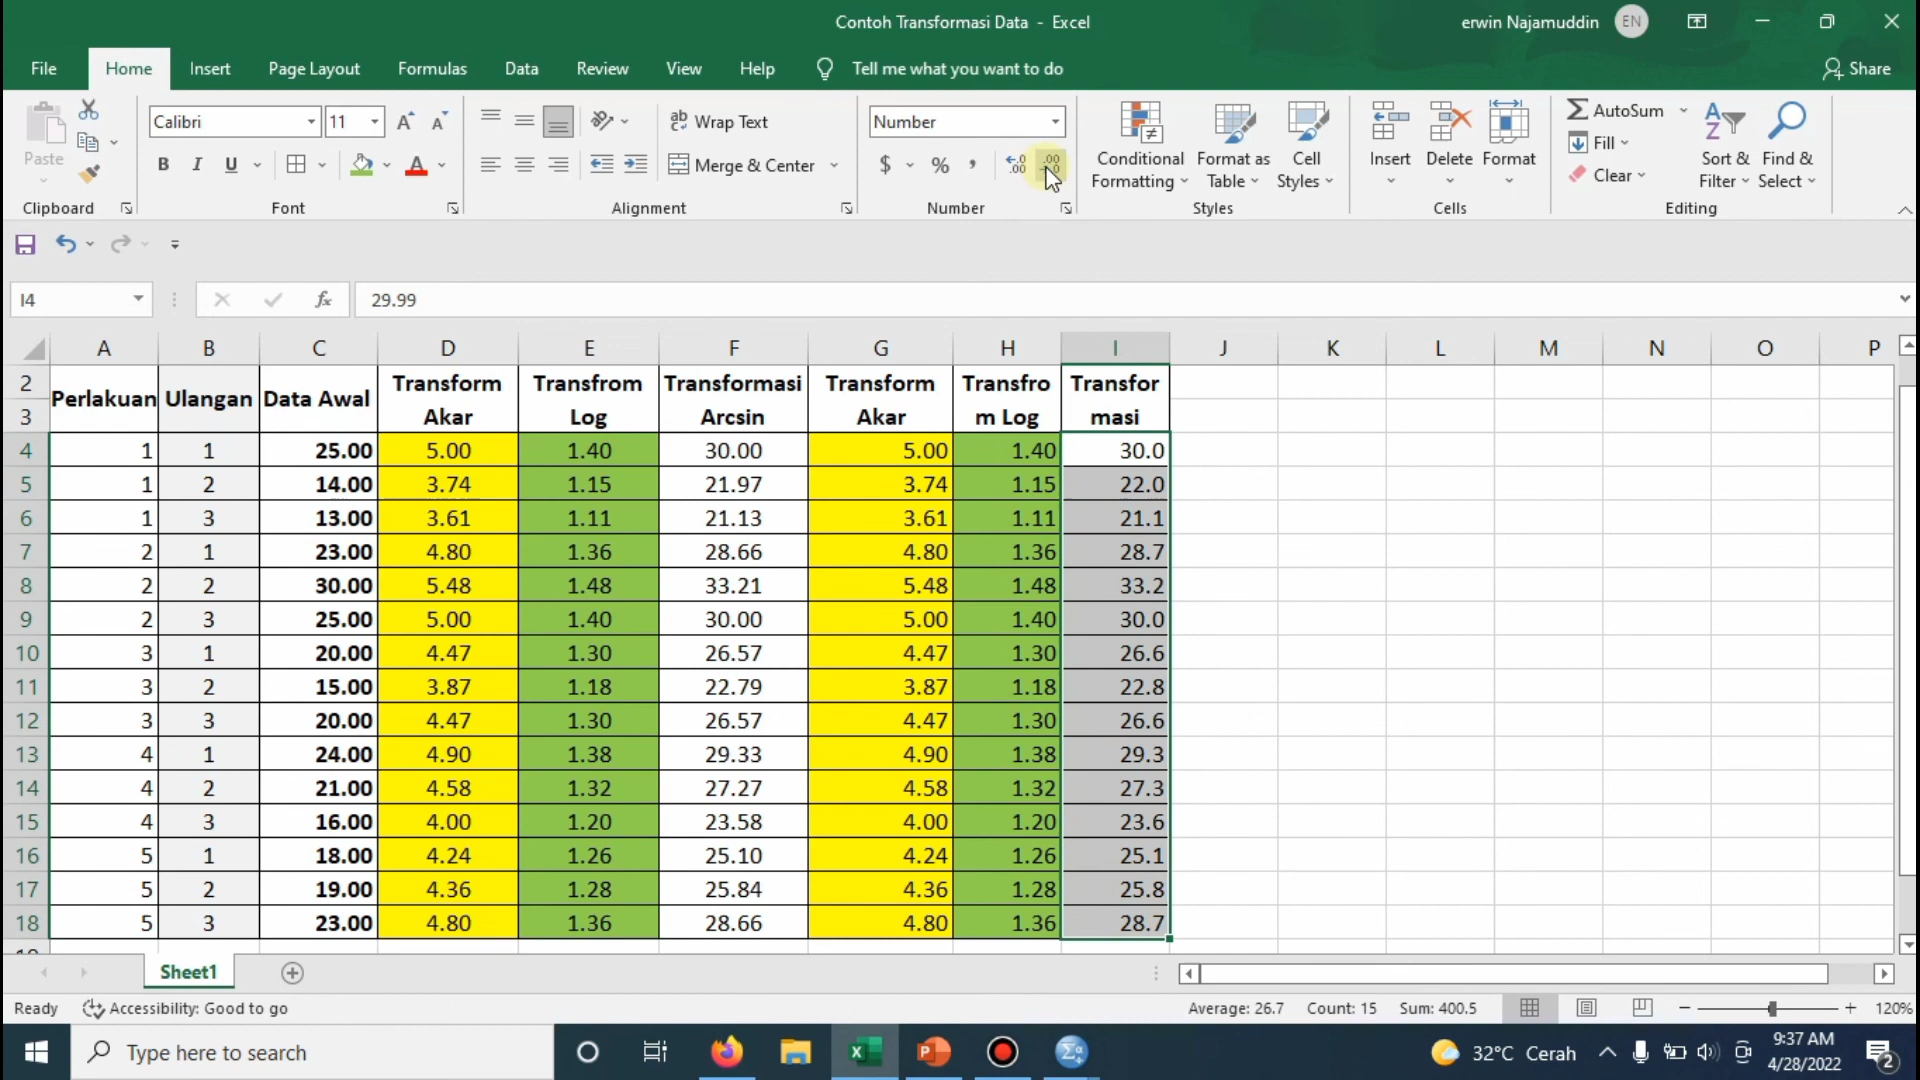 Contoh Transformasi Data - Excel
erwin Najamuddin EN
File Home Insert Page Layout Formulas Data Review View Help Tell me what you want to do Share
Paste
Calibri 11
Wrap Text
Number
B I U
Merge & Center
$ % ,
Conditional Formatting
Format as Table
Cell Styles
Insert Delete Format
AutoSum
Fill
Clear
Sort & Filter
Find & Select
Clipboard Font Alignment Number Styles Cells Editing
I4 fx 29.99
A B C D E F G H I J K L M N O P
2 3 Perlakuan Ulangan Data Awal Transform Akar Transfrom Log Transformasi Arcsin Transform Akar Transfro m Log Transfor masi
4 1 1 25.00 5.00 1.40 30.00 5.00 1.40 30.0
5 1 2 14.00 3.74 1.15 21.97 3.74 1.15 22.0
6 1 3 13.00 3.61 1.11 21.13 3.61 1.11 21.1
7 2 1 23.00 4.80 1.36 28.66 4.80 1.36 28.7
8 2 2 30.00 5.48 1.48 33.21 5.48 1.48 33.2
9 2 3 25.00 5.00 1.40 30.00 5.00 1.40 30.0
10 3 1 20.00 4.47 1.30 26.57 4.47 1.30 26.6
11 3 2 15.00 3.87 1.18 22.79 3.87 1.18 22.8
12 3 3 20.00 4.47 1.30 26.57 4.47 1.30 26.6
13 4 1 24.00 4.90 1.38 29.33 4.90 1.38 29.3
14 4 2 21.00 4.58 1.32 27.27 4.58 1.32 27.3
15 4 3 16.00 4.00 1.20 23.58 4.00 1.20 23.6
16 5 1 18.00 4.24 1.26 25.10 4.24 1.26 25.1
17 5 2 19.00 4.36 1.28 25.84 4.36 1.28 25.8
18 5 3 23.00 4.80 1.36 28.66 4.80 1.36 28.7
Sheet1
Ready Accessibility: Good to go Average: 26.7 Count: 15 Sum: 400.5 120%
Type here to search
32°C Cerah
9:37 AM
4/28/2022
2